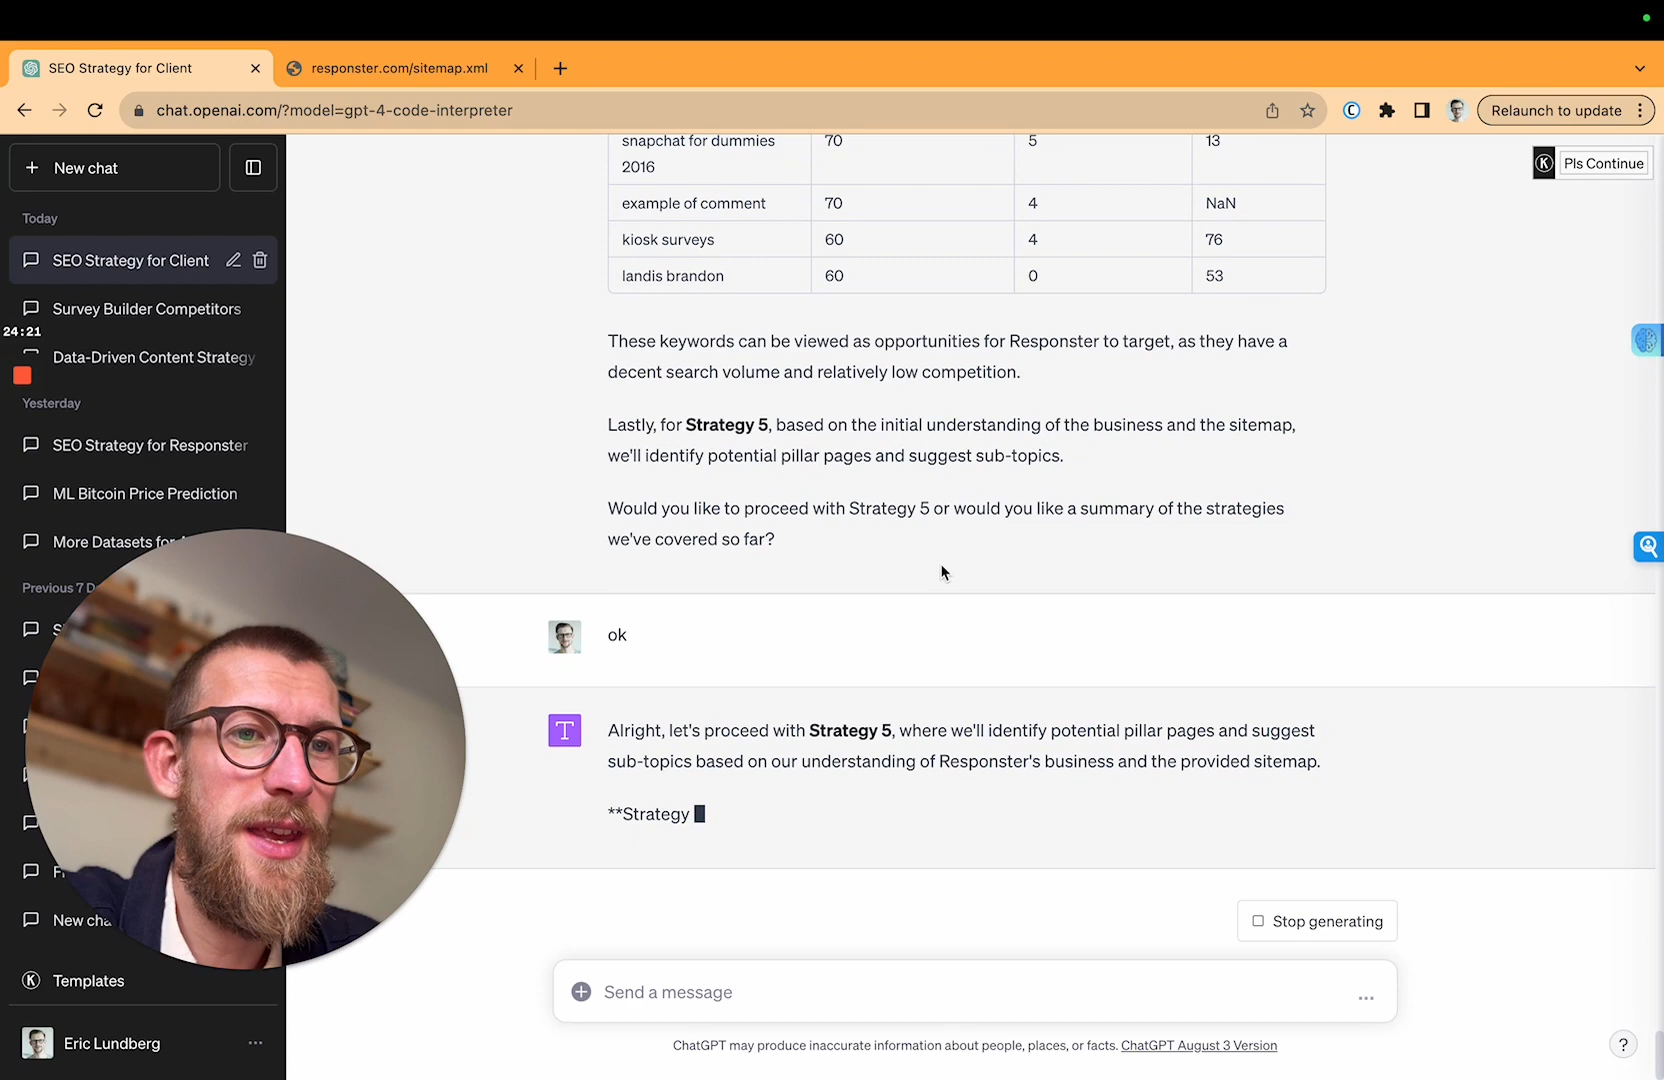 SEO Strategy for Client
responster.com/sitemap.xml
chat.openai.com/?model=gpt-4-code-interpreter
Relaunch to update
New chat
Today
SEO Strategy for Client
Survey Builder Competitors
24:21
Data-Driven Content Strategy
Yesterday
SEO Strategy for Responster
ML Bitcoin Price Prediction
More Datasets for
Previous 7 D
New cha
Templates
Eric Lundberg
K Pls Continue
snapchat for dummies 2016 70 5 13
example of comment 70 4 NaN
kiosk surveys 60 4 76
landis brandon 60 0 53
These keywords can be viewed as opportunities for Responster to target, as they have a
decent search volume and relatively low competition.
Lastly, for Strategy 5, based on the initial understanding of the business and the sitemap,
we'll identify potential pillar pages and suggest sub-topics.
Would you like to proceed with Strategy 5 or would you like a summary of the strategies
we've covered so far?
ok
T
Alright, let's proceed with Strategy 5, where we'll identify potential pillar pages and suggest
sub-topics based on our understanding of Responster's business and the provided sitemap.
**Strategy
Stop generating
Send a message
ChatGPT may produce inaccurate information about people, places, or facts. ChatGPT August 3 Version
?